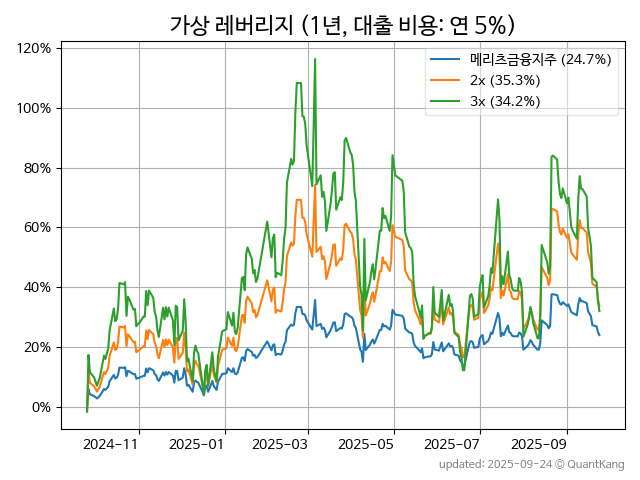 가상 레버리지 (1년, 대출 비용: 연 5%)
120%
100%
80%
60%
40%
20%
0%
메리츠금융지주 (24.7%)
2x (35.3%)
3x (34.2%)
2024-11
2025-01
2025-03
2025-05
2025-07
2025-09
updated: 2025-09-24 © QuantKang